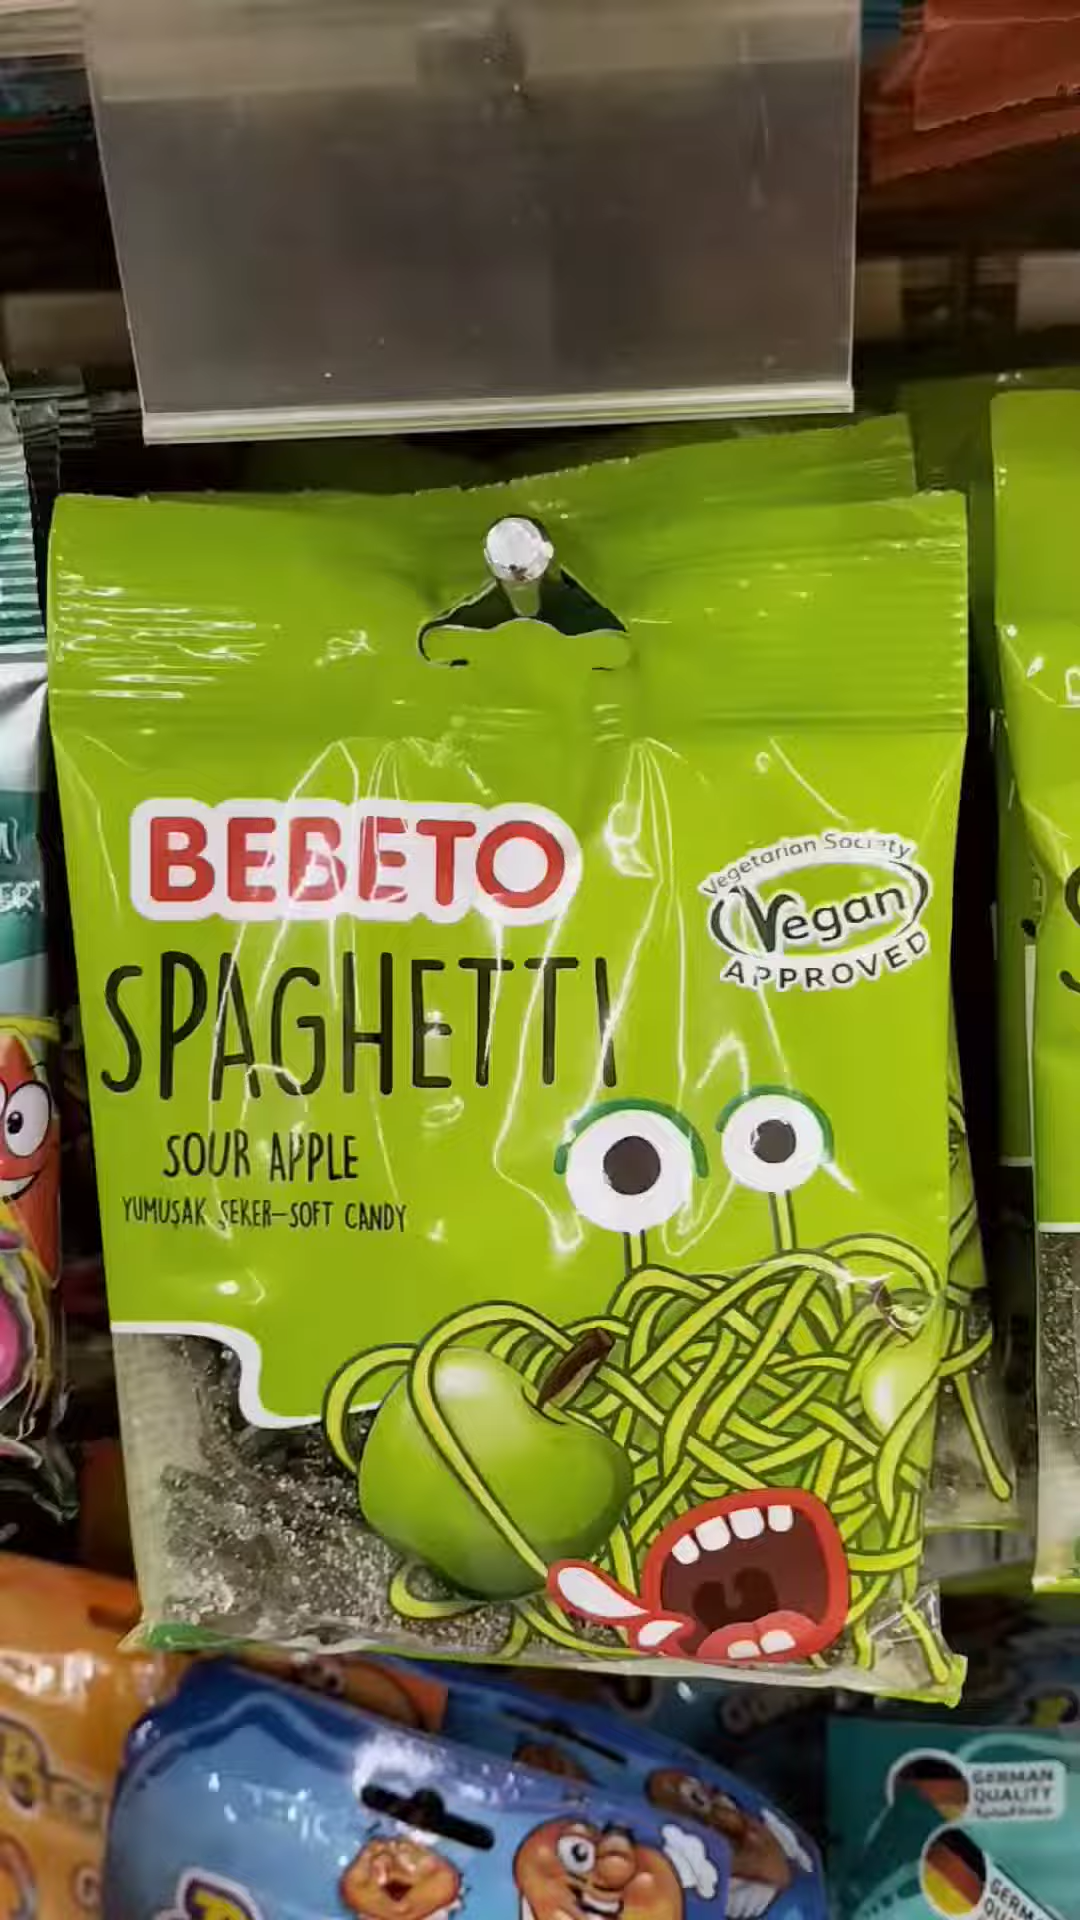 BEBETO
Vegetarian Society
Vegan
APPROVED
SPAGHETTI
SOUR APPLE
YUMUŞAK ŞEKER-SOFT CANDY
GERMAN
QUALITY